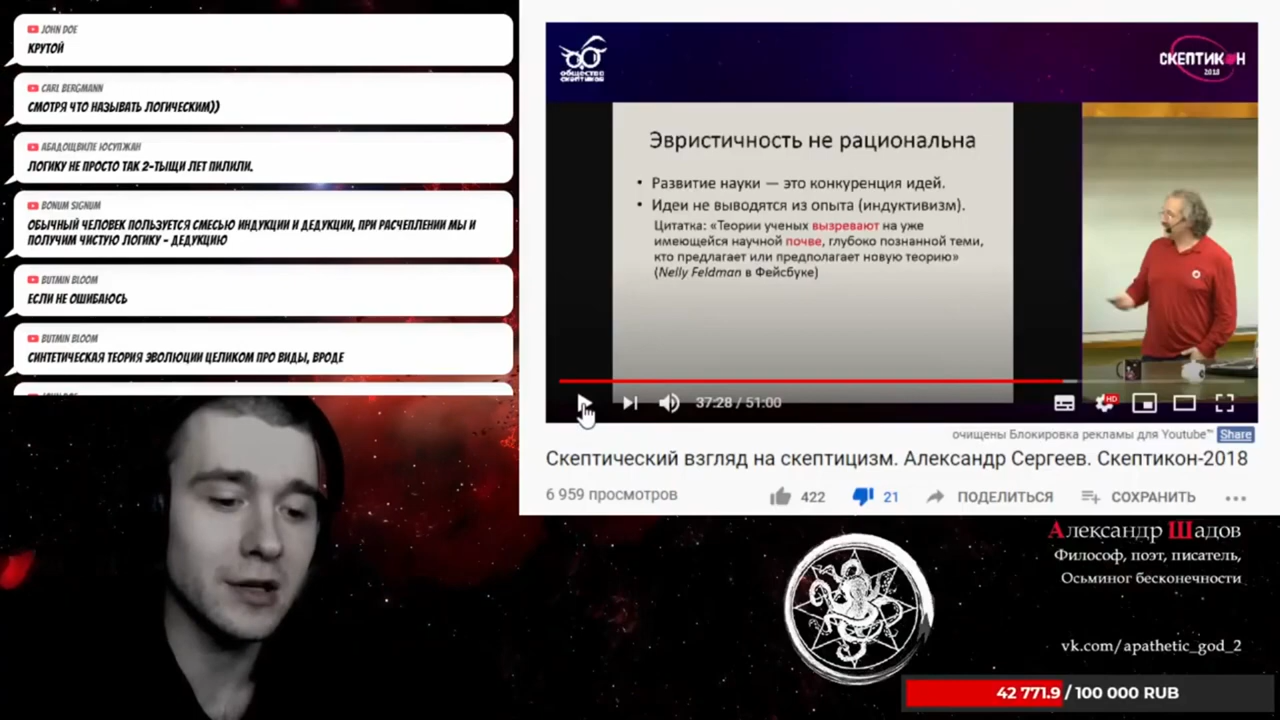 JOHN DOE
КРУТОЙ
CARL BERGMANN
СМОТРЯ ЧТО НАЗЫВАТЬ ЛОГИЧЕСКИМ))
АБАДОЩВИЛЕ ЮСУПЖАН
ЛОГИКУ НЕ ПРОСТО ТАК 2-ТЫЩИ ЛЕТ ПИЛИЛИ.
BONUM SIGNUM
ОБЫЧНЫЙ ЧЕЛОВЕК ПОЛЬЗУЕТСЯ СМЕСЬЮ ИНДУКЦИИ И ДЕДУКЦИИ, ПРИ РАСЧЕПЛЕНИИ МЫ И
ПОЛУЧИМ ЧИСТУЮ ЛОГИКУ - ДЕДУКЦИЮ
BUTMIN BLOOM
ЕСЛИ НЕ ОШИБАЮСЬ
BUTMIN BLOOM
СИНТЕТИЧЕСКАЯ ТЕОРИЯ ЭВОЛЮЦИИ ЦЕЛИКОМ ПРО ВИДЫ, ВРОДЕ
общество
скептиков
СКЕПТИКОН
2018
Эвристичность не рациональна
• Развитие науки — это конкуренция идей.
• Идеи не выводятся из опыта (индуктивизм).
Цитатка: «Теории ученых вызревают на уже
имеющейся научной почве, глубоко познанной теми,
кто предлагает или предполагает новую теорию»
(Nelly Feldman в Фейсбуке)
37:28 / 51:00
HD
очищены Блокировка рекламы для Youtube™ Share
Скептический взгляд на скептицизм. Александр Сергеев. Скептикон-2018
6 959 просмотров
422
21
ПОДЕЛИТЬСЯ
СОХРАНИТЬ
Александр Шадов
Философ, поэт, писатель,
Осьминог бесконечности
vk.com/apathetic_god_2
42 771.9 / 100 000 RUB